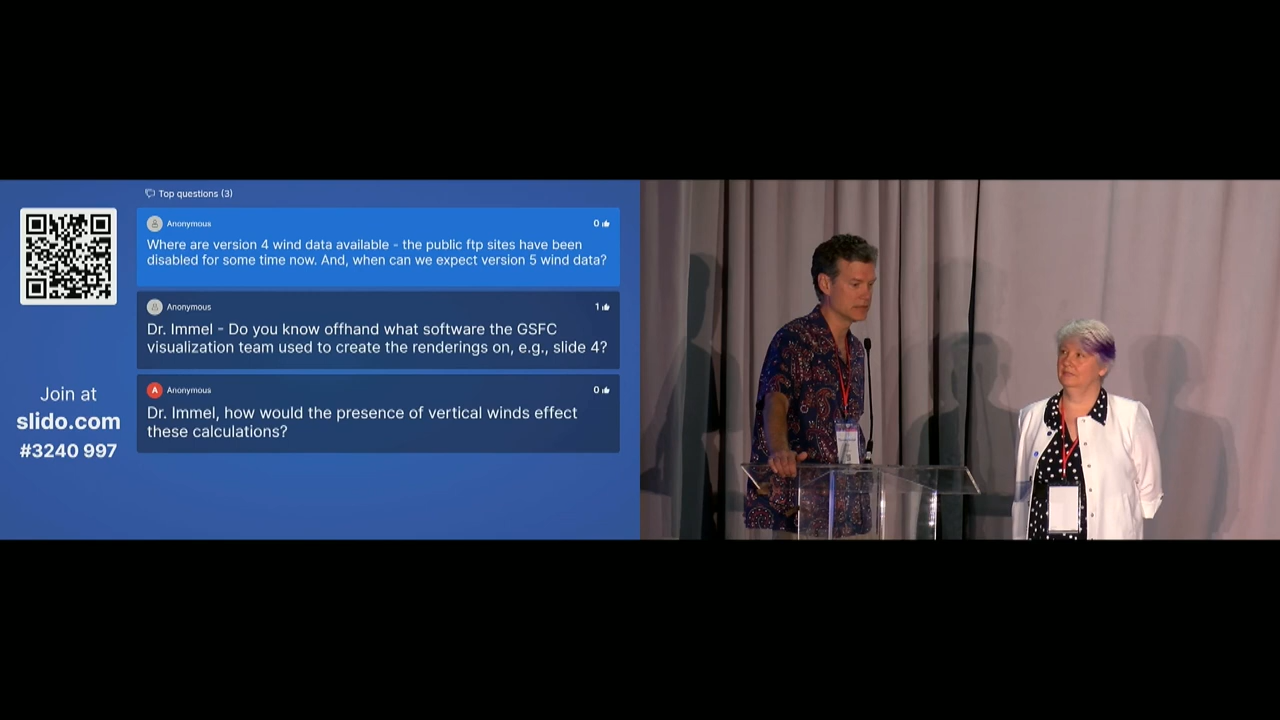 Top questions (3)
Anonymous
0
Where are version 4 wind data available - the public ftp sites have been
disabled for some time now. And, when can we expect version 5 wind data?
Anonymous
1
Dr. Immel - Do you know offhand what software the GSFC
visualization team used to create the renderings on, e.g., slide 4?
A
Anonymous
0
Dr. Immel, how would the presence of vertical winds effect
these calculations?
Join at
slido.com
#3240 997